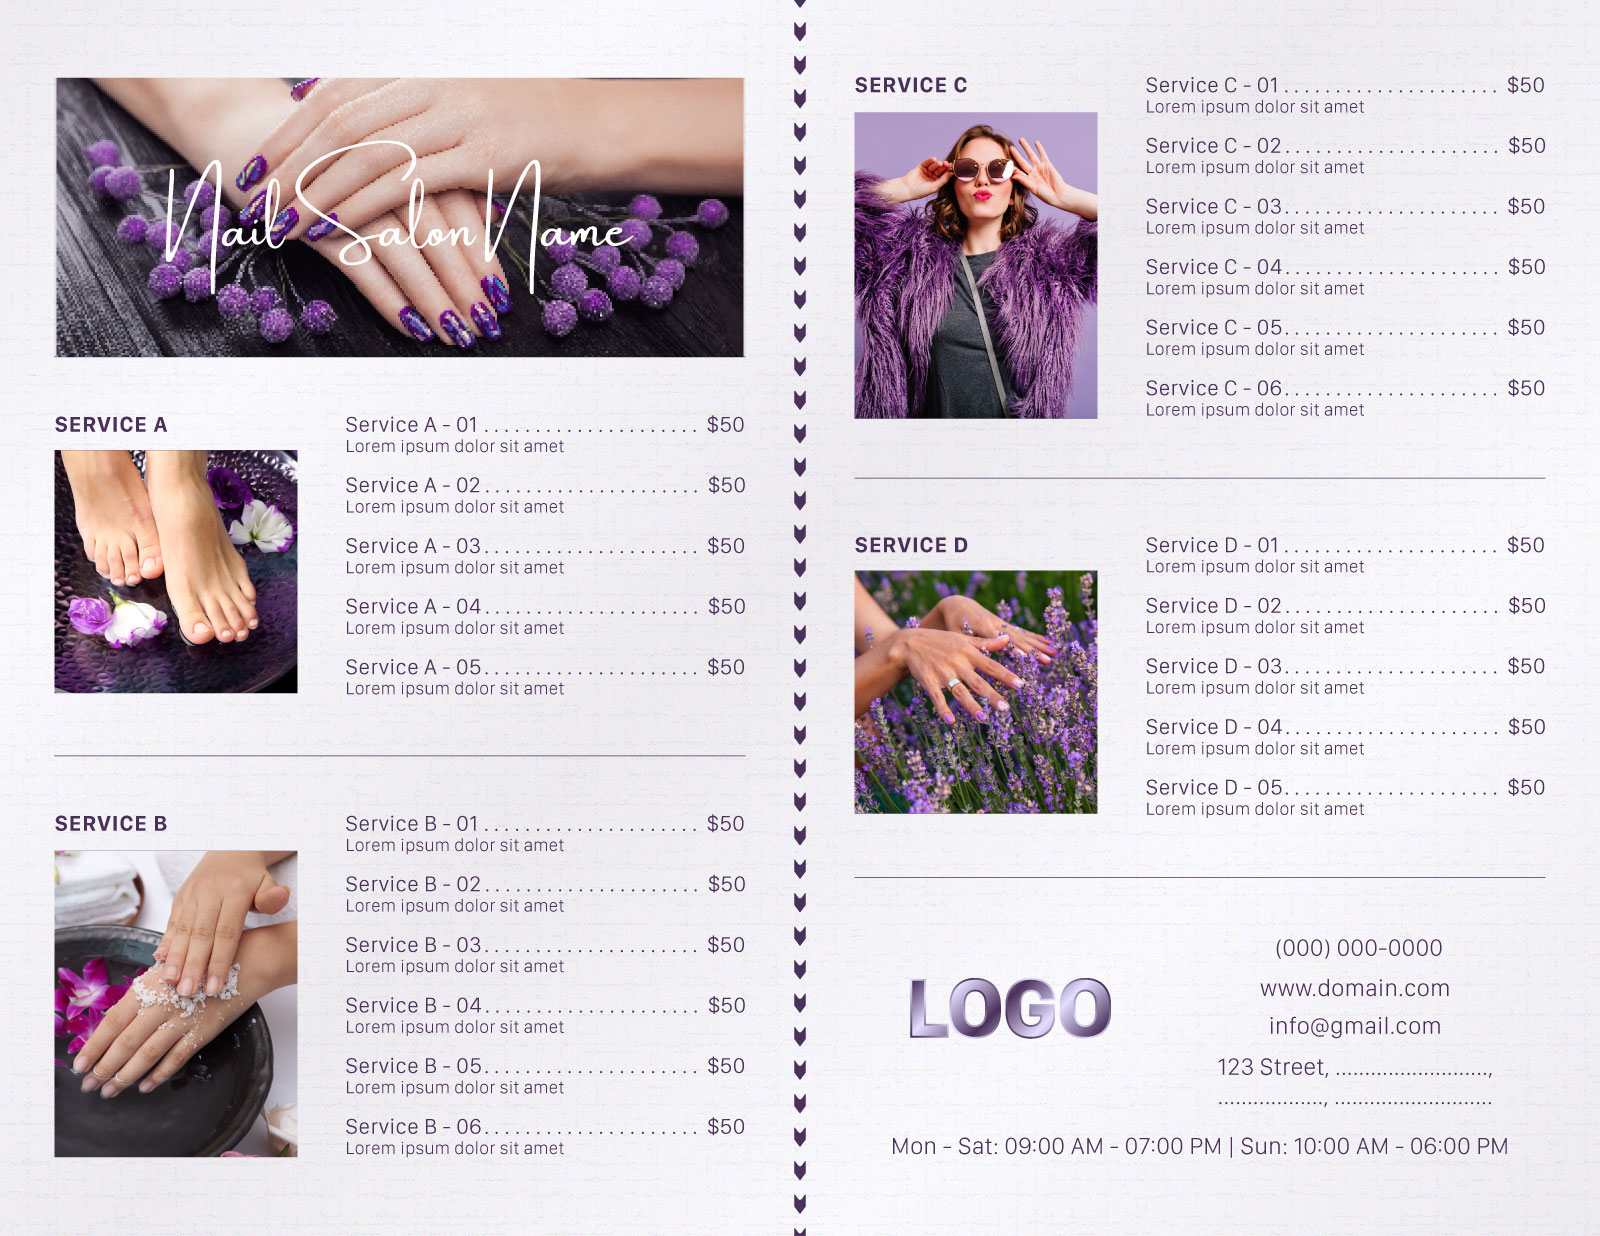 Nail Salon Name
SERVICE A
Service A - 01 ..................... $50
Lorem ipsum dolor sit amet
Service A - 02 ..................... $50
Lorem ipsum dolor sit amet
Service A - 03 ..................... $50
Lorem ipsum dolor sit amet
Service A - 04 ..................... $50
Lorem ipsum dolor sit amet
Service A - 05 ..................... $50
Lorem ipsum dolor sit amet
SERVICE B
Service B - 01 ..................... $50
Lorem ipsum dolor sit amet
Service B - 02 ..................... $50
Lorem ipsum dolor sit amet
Service B - 03 ..................... $50
Lorem ipsum dolor sit amet
Service B - 04 ..................... $50
Lorem ipsum dolor sit amet
Service B - 05 ..................... $50
Lorem ipsum dolor sit amet
Service B - 06 ..................... $50
Lorem ipsum dolor sit amet
SERVICE C
Service C - 01 ..................... $50
Lorem ipsum dolor sit amet
Service C - 02 ..................... $50
Lorem ipsum dolor sit amet
Service C - 03 ..................... $50
Lorem ipsum dolor sit amet
Service C - 04 ..................... $50
Lorem ipsum dolor sit amet
Service C - 05 ..................... $50
Lorem ipsum dolor sit amet
Service C - 06 ..................... $50
Lorem ipsum dolor sit amet
SERVICE D
Service D - 01 ..................... $50
Lorem ipsum dolor sit amet
Service D - 02 ..................... $50
Lorem ipsum dolor sit amet
Service D - 03 ..................... $50
Lorem ipsum dolor sit amet
Service D - 04 ..................... $50
Lorem ipsum dolor sit amet
Service D - 05 ..................... $50
Lorem ipsum dolor sit amet
LOGO
(000) 000-0000
www.domain.com
info@gmail.com
123 Street, ..........................,
.................., ...........................
Mon - Sat: 09:00 AM - 07:00 PM | Sun: 10:00 AM - 06:00 PM